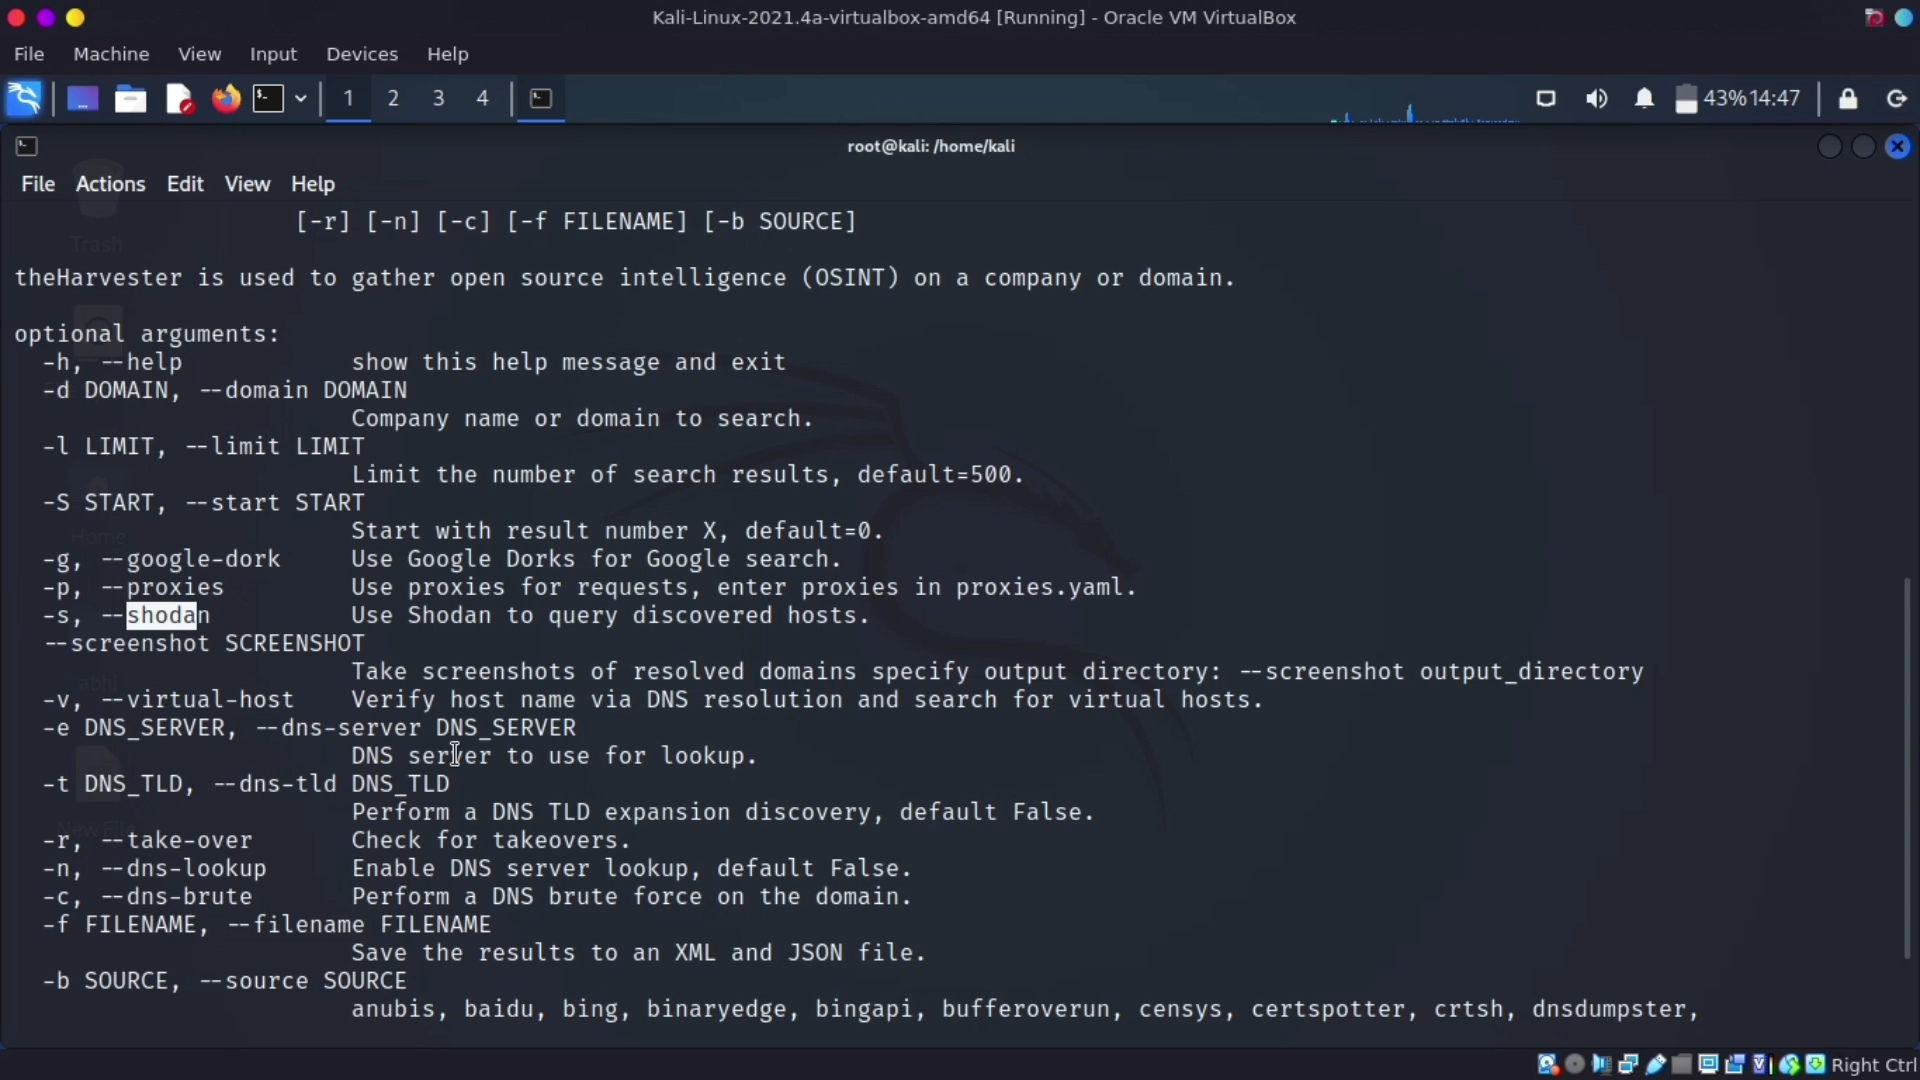 Kali-Linux-2021.4a-virtualbox-amd64 [Running] - Oracle VM VirtualBox
File Machine View Input Devices Help
1 2 3 4 43% 14:47
root@kali: /home/kali
File Actions Edit View Help
[-r] [-n] [-c] [-f FILENAME] [-b SOURCE]
Trash
theHarvester is used to gather open source intelligence (OSINT) on a company or domain.
optional arguments:
-h, --help show this help message and exit
-d DOMAIN, --domain DOMAIN
Company name or domain to search.
-l LIMIT, --limit LIMIT
Limit the number of search results, default=500.
-S START, --start START
Start with result number X, default=0.
Home
-g, --google-dork Use Google Dorks for Google search.
-p, --proxies Use proxies for requests, enter proxies in proxies.yaml.
-s, --shodan Use Shodan to query discovered hosts.
--screenshot SCREENSHOT
Take screenshots of resolved domains specify output directory: --screenshot output_directory
abhi
-v, --virtual-host Verify host name via DNS resolution and search for virtual hosts.
-e DNS_SERVER, --dns-server DNS_SERVER
DNS server to use for lookup.
-t DNS_TLD, --dns-tld DNS_TLD
Perform a DNS TLD expansion discovery, default False.
New File
-r, --take-over Check for takeovers.
-n, --dns-lookup Enable DNS server lookup, default False.
-c, --dns-brute Perform a DNS brute force on the domain.
-f FILENAME, --filename FILENAME
Save the results to an XML and JSON file.
-b SOURCE, --source SOURCE
anubis, baidu, bing, binaryedge, bingapi, bufferoverun, censys, certspotter, crtsh, dnsdumpster,
Right Ctrl